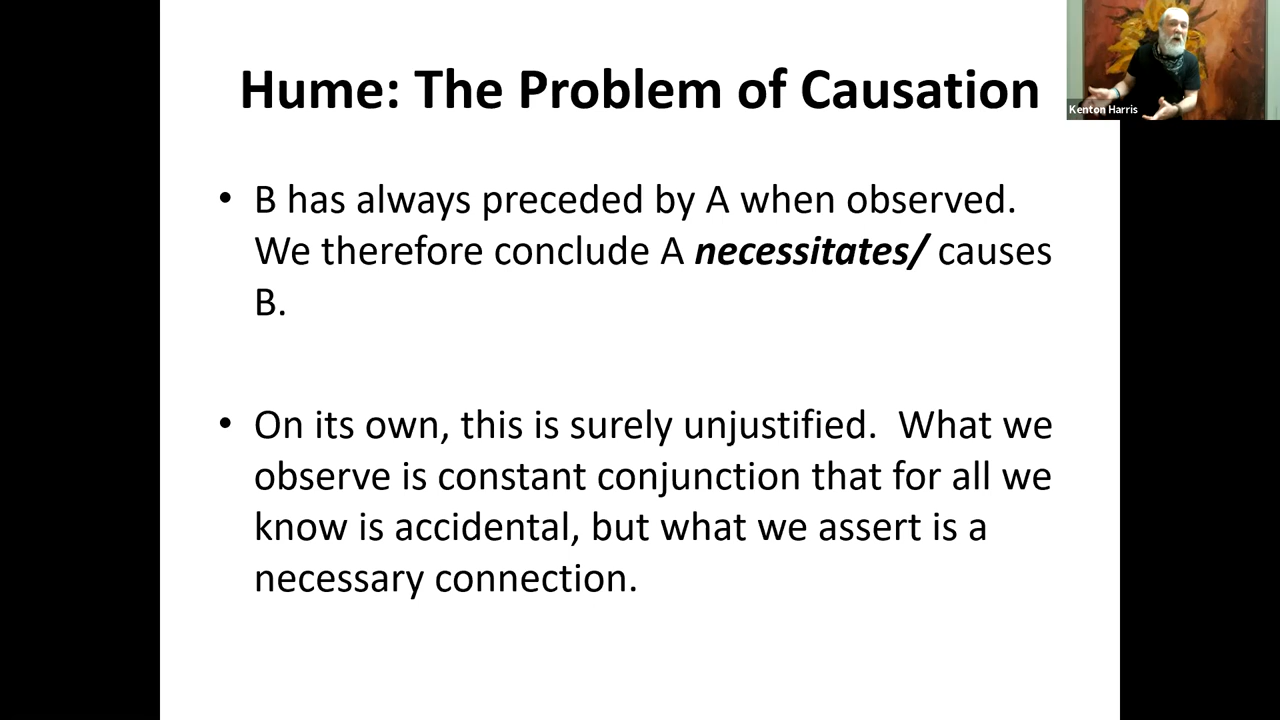 Hume: The Problem of Causation
Kenton Harris
• B has always preceded by A when observed.
We therefore conclude A necessitates/ causes
B.
• On its own, this is surely unjustified.  What we
observe is constant conjunction that for all we
know is accidental, but what we assert is a
necessary connection.